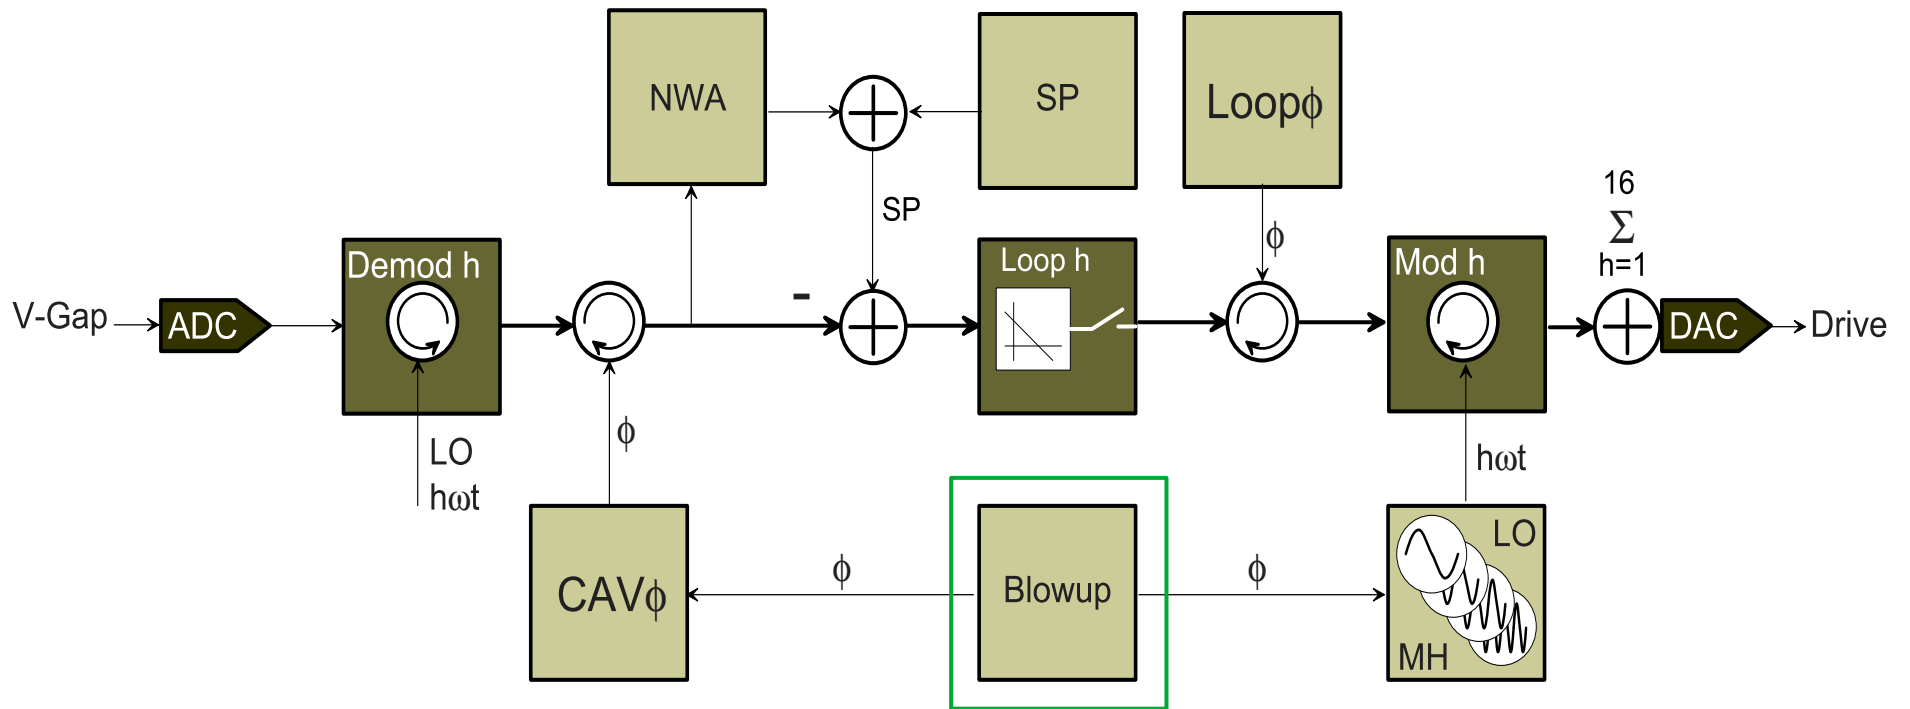 NWA
SP
Loopϕ
SP
ϕ
16
Σ
h=1
Demod h
Loop h
Mod h
V-Gap
ADC
-
DAC
Drive
LO
hωt
ϕ
hωt
CAVϕ
ϕ
Blowup
ϕ
LO
MH